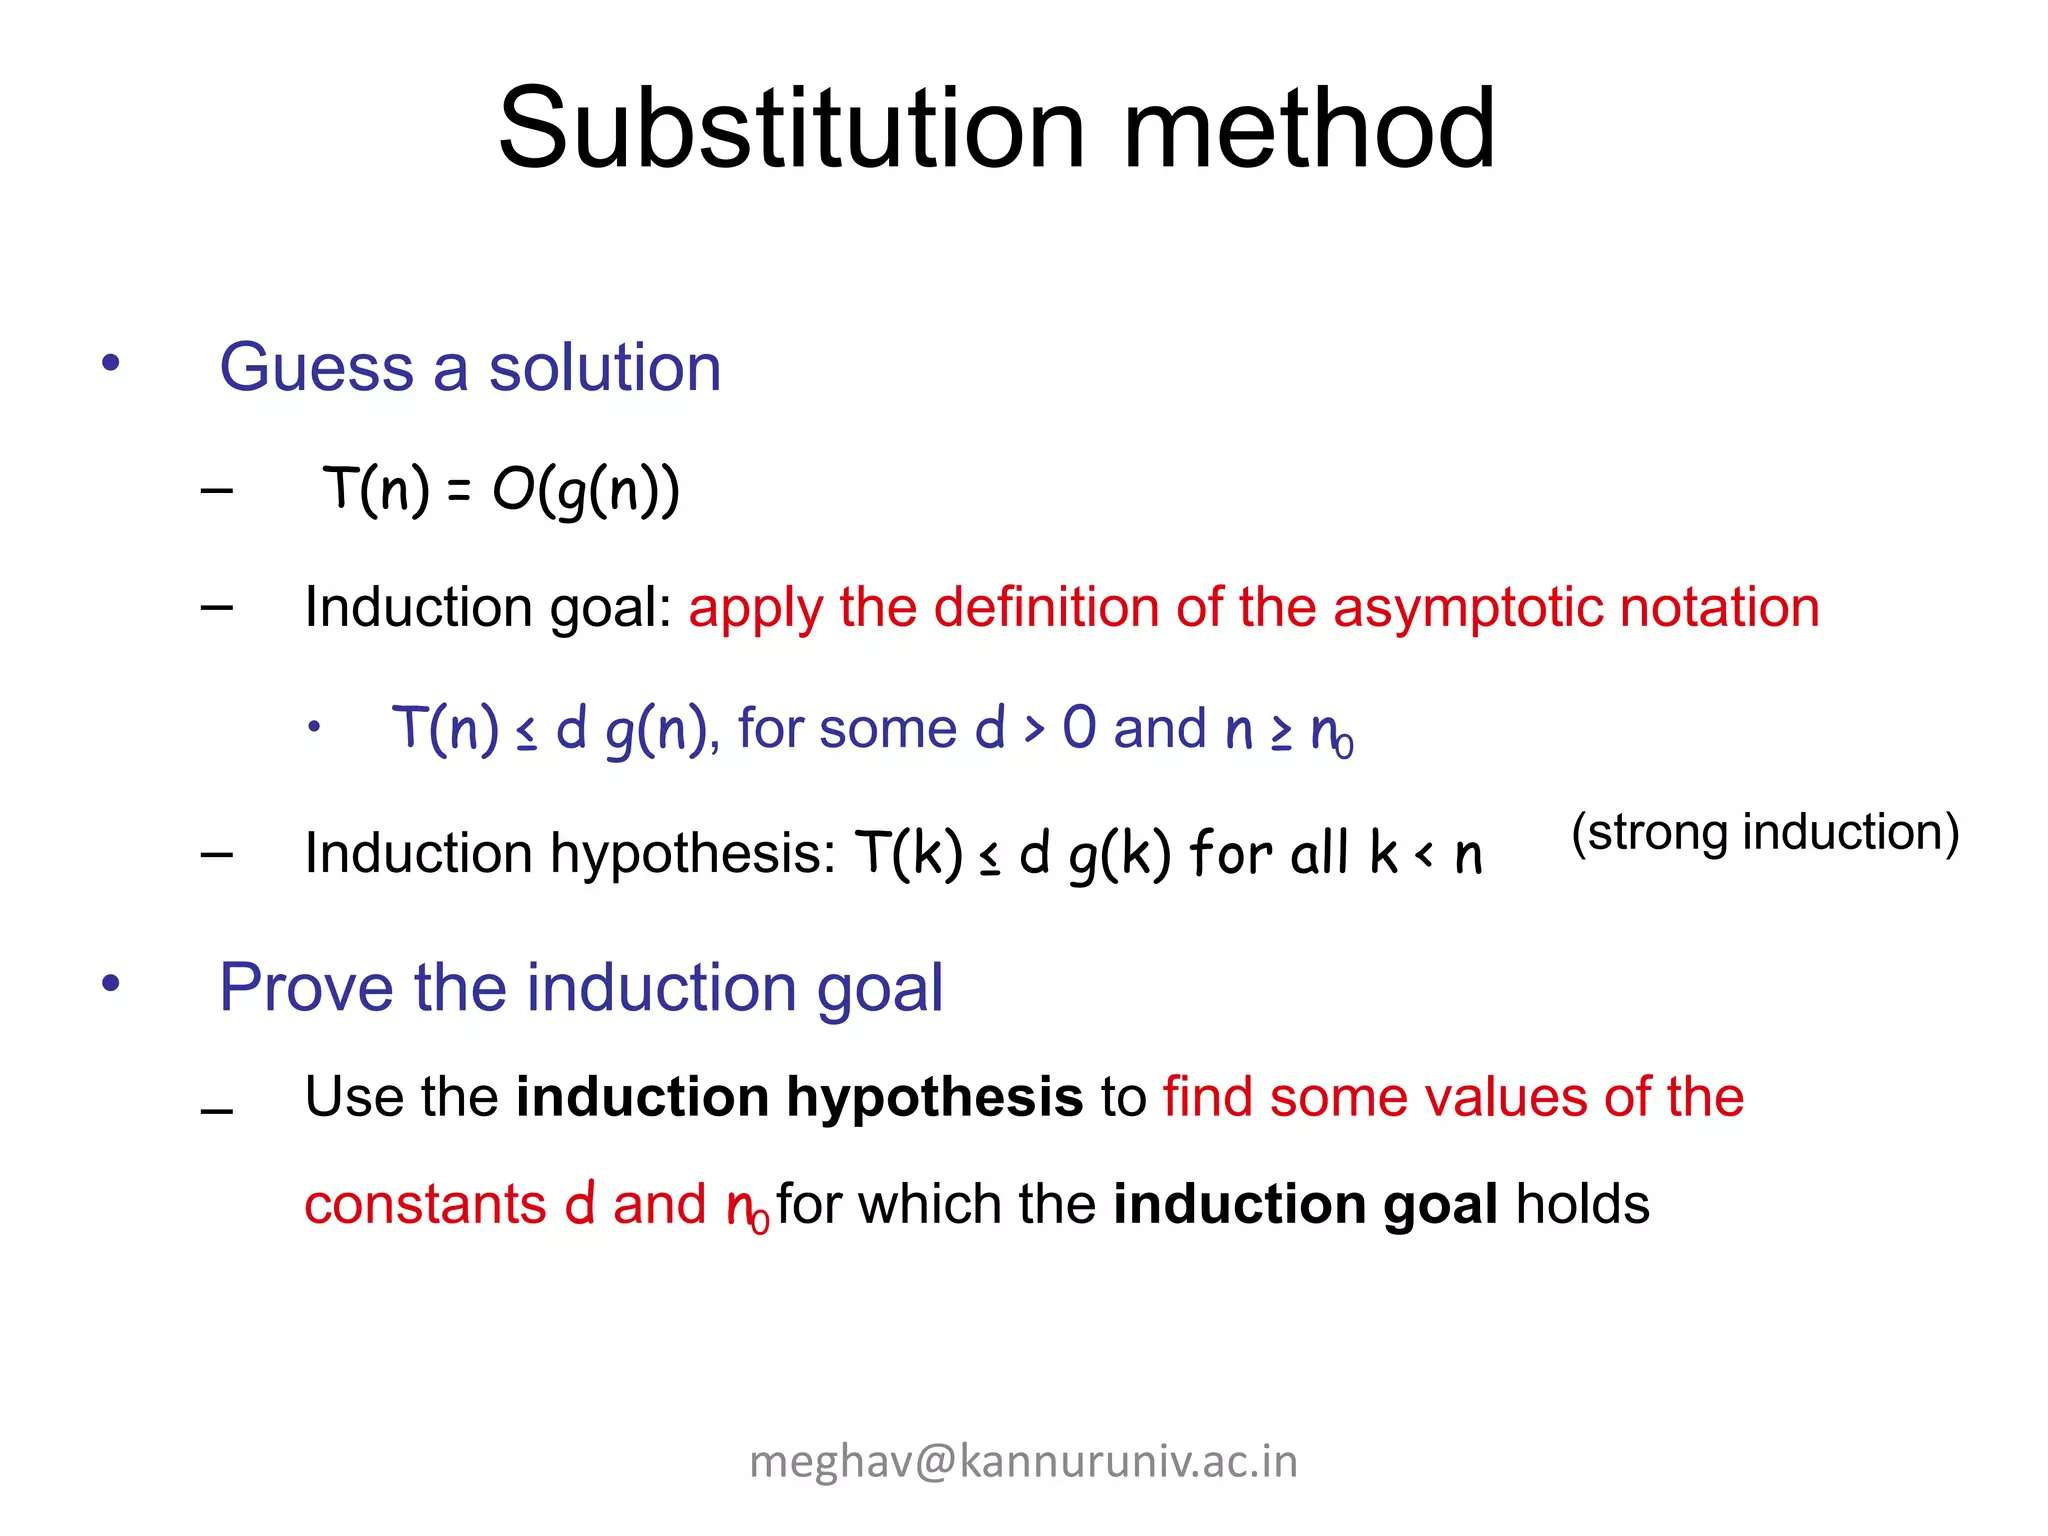 Substitution method
• Guess a solution
– T(n) = O(g(n))
– Induction goal: apply the definition of the asymptotic notation
• T(n) ≤ d g(n), for some d > 0 and n ≥ n₀
– Induction hypothesis: T(k) ≤ d g(k) for all k < n (strong induction)
• Prove the induction goal
– Use the induction hypothesis to find some values of the
constants d and n₀ for which the induction goal holds
meghav@kannuruniv.ac.in